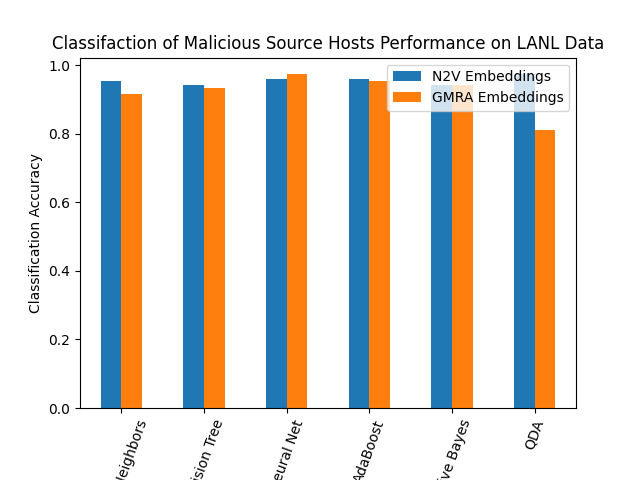 Classifaction of Malicious Source Hosts Performance on LANL Data
N2V Embeddings
GMRA Embeddings
Classification Accuracy
1.0
0.8
0.6
0.4
0.2
0.0
Neighbors
ision Tree
eural Net
AdaBoost
ive Bayes
QDA